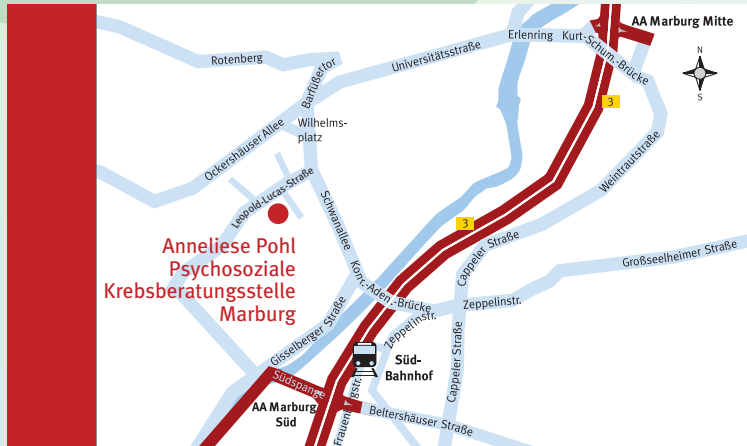 AA Marburg Mitte
Erlenring
Kurt-Schum.-Brücke
Rotenberg
Universitätsstraße
Barfüßertor
N
S
3
Wilhelms-
platz
Ockershäuser Allee
Weintrautstraße
Leopold-Lucas-Straße
Schwanallee
3
Cappeler Straße
Großseelheimer Straße
Anneliese Pohl
Psychosoziale
Krebsberatungsstelle
Marburg
Konr.-Aden.-Brücke
Zeppelinstr.
Zeppelinstr.
Gisselberger Straße
Süd-
Bahnhof
Cappeler Straße
Südspange
AA Marburg
Süd
Beltershäuser Straße